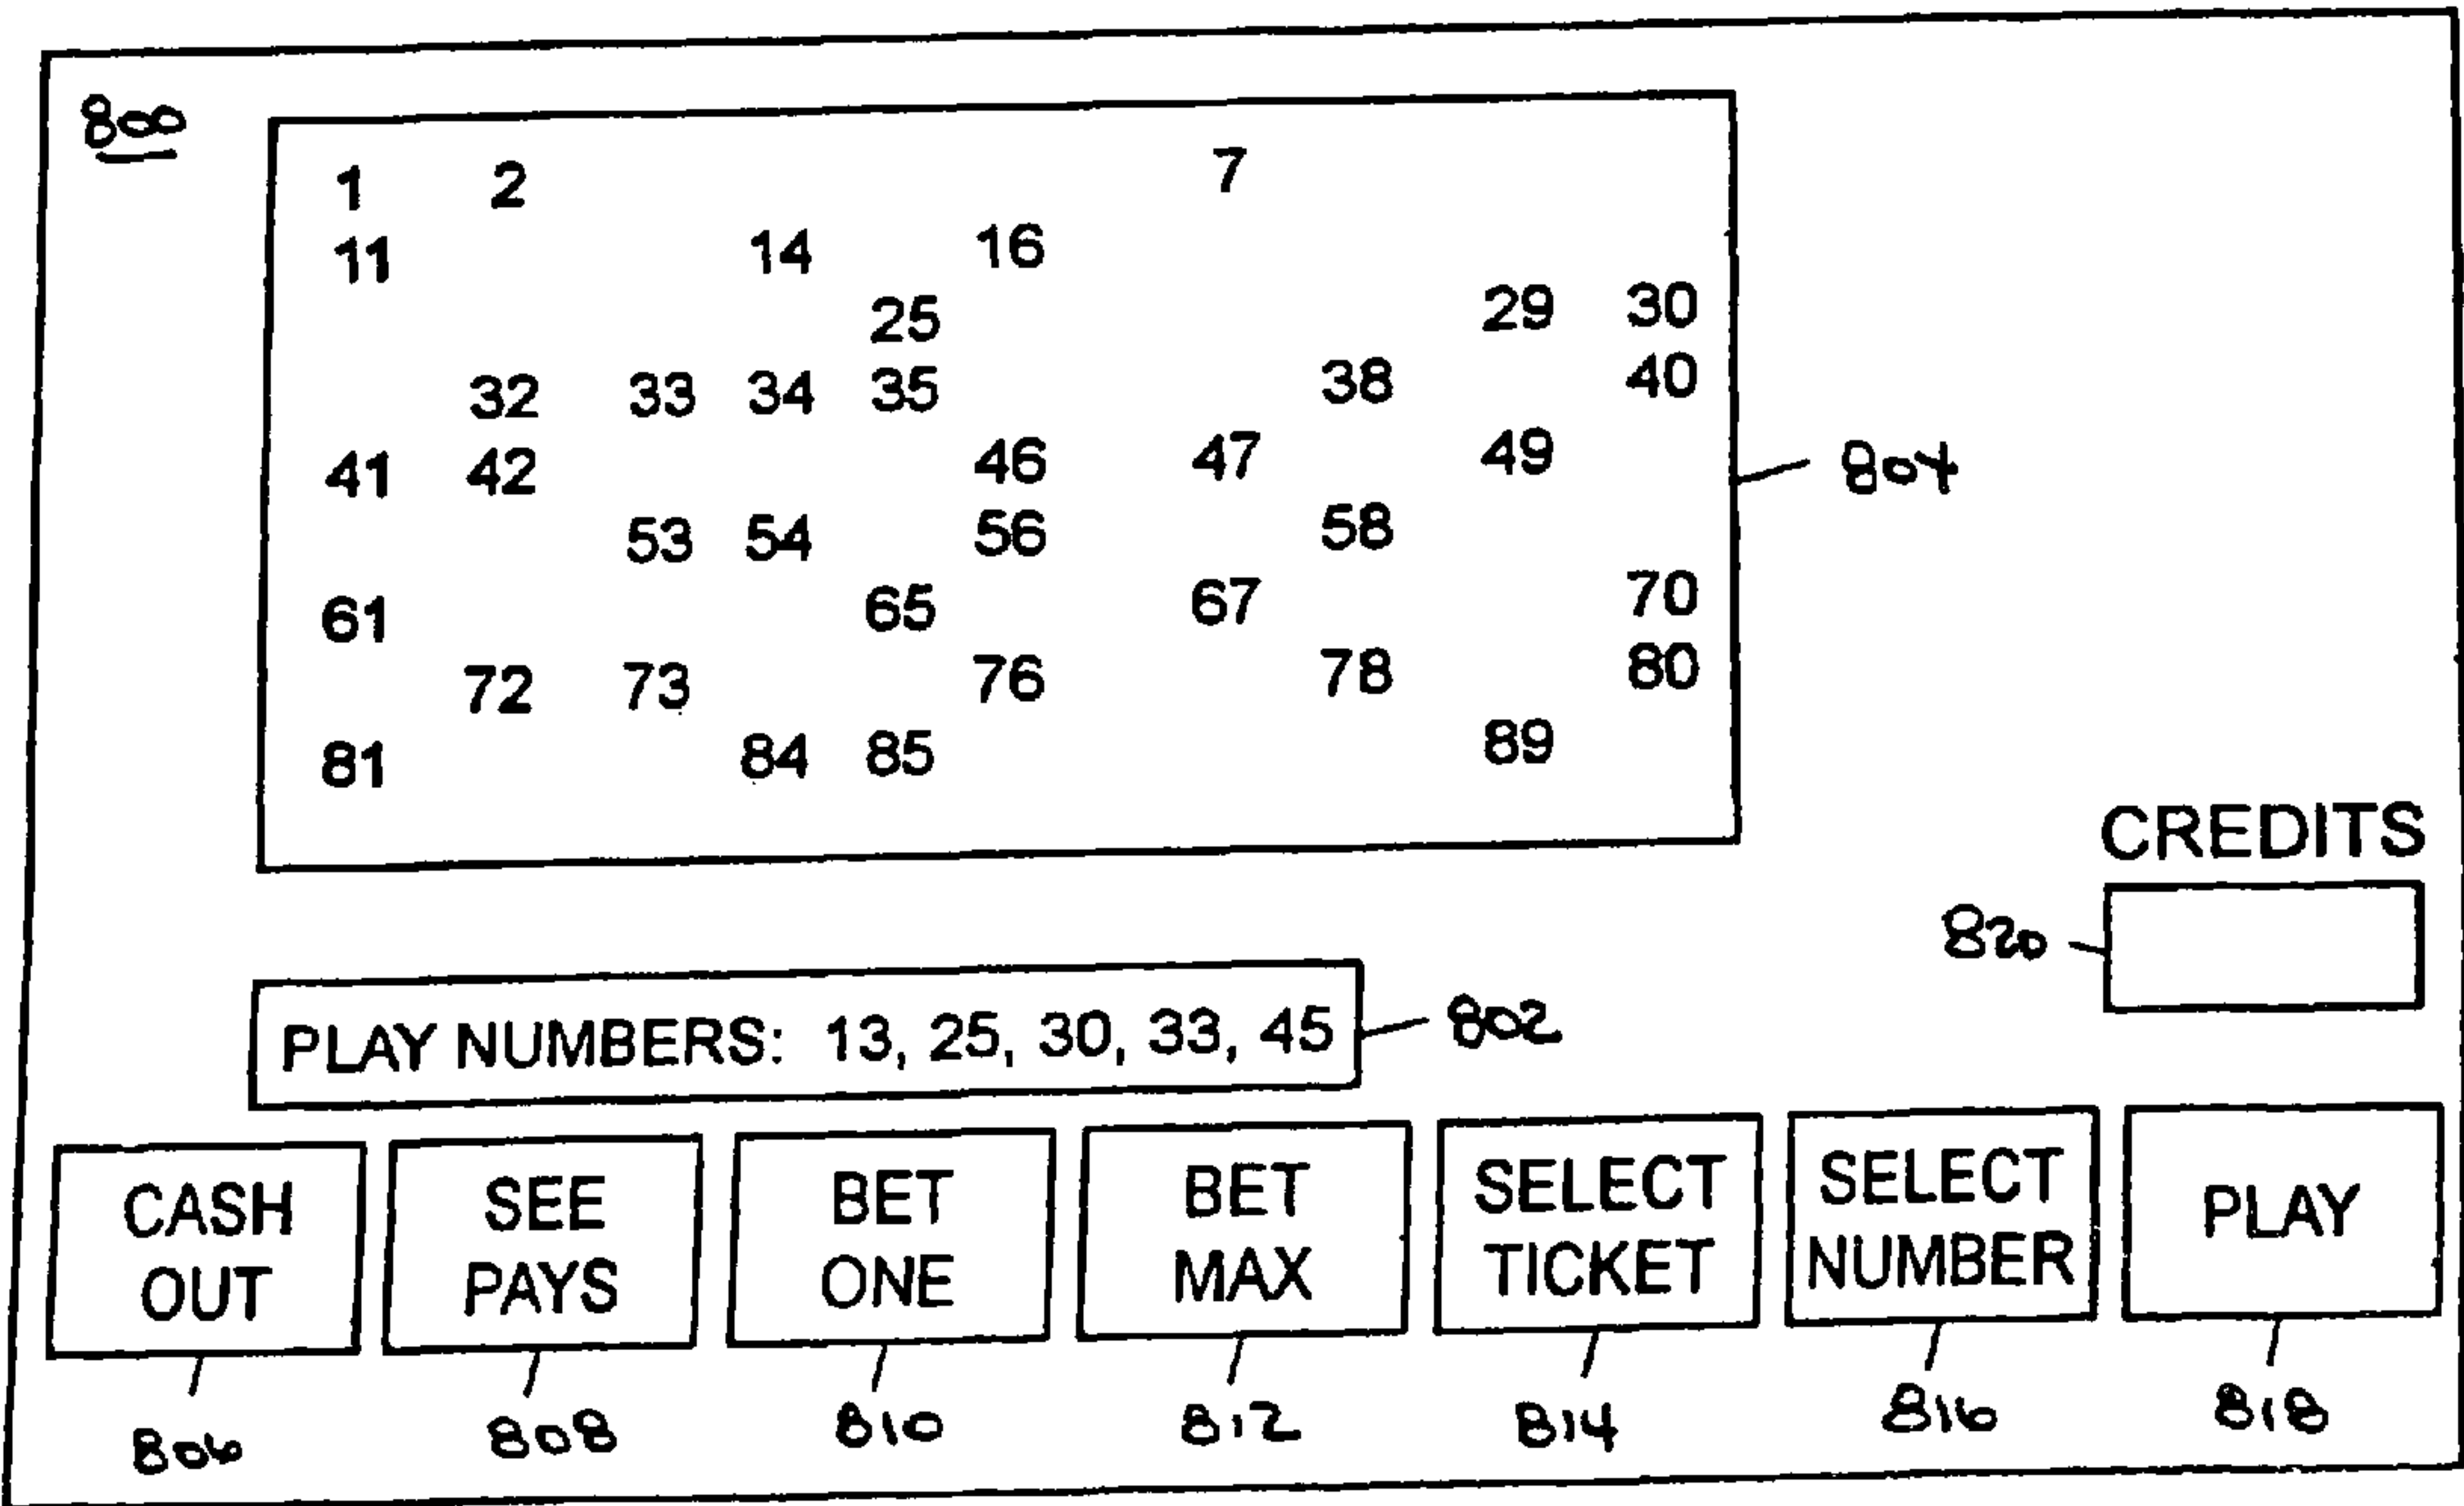 800
1 2 7
11 14 16
25 29 30
32 33 34 35 38 40
41 42 46 47 49
804
53 54 56 58
61 65 67 70
72 73 76 78 80
81 84 85 89
CREDITS
820
PLAY NUMBERS: 13, 25, 30, 33, 45
802
CASH
OUT
SEE
PAYS
BET
ONE
BET
MAX
SELECT
TICKET
SELECT
NUMBER
PLAY
806 808 810 812 814 816 818